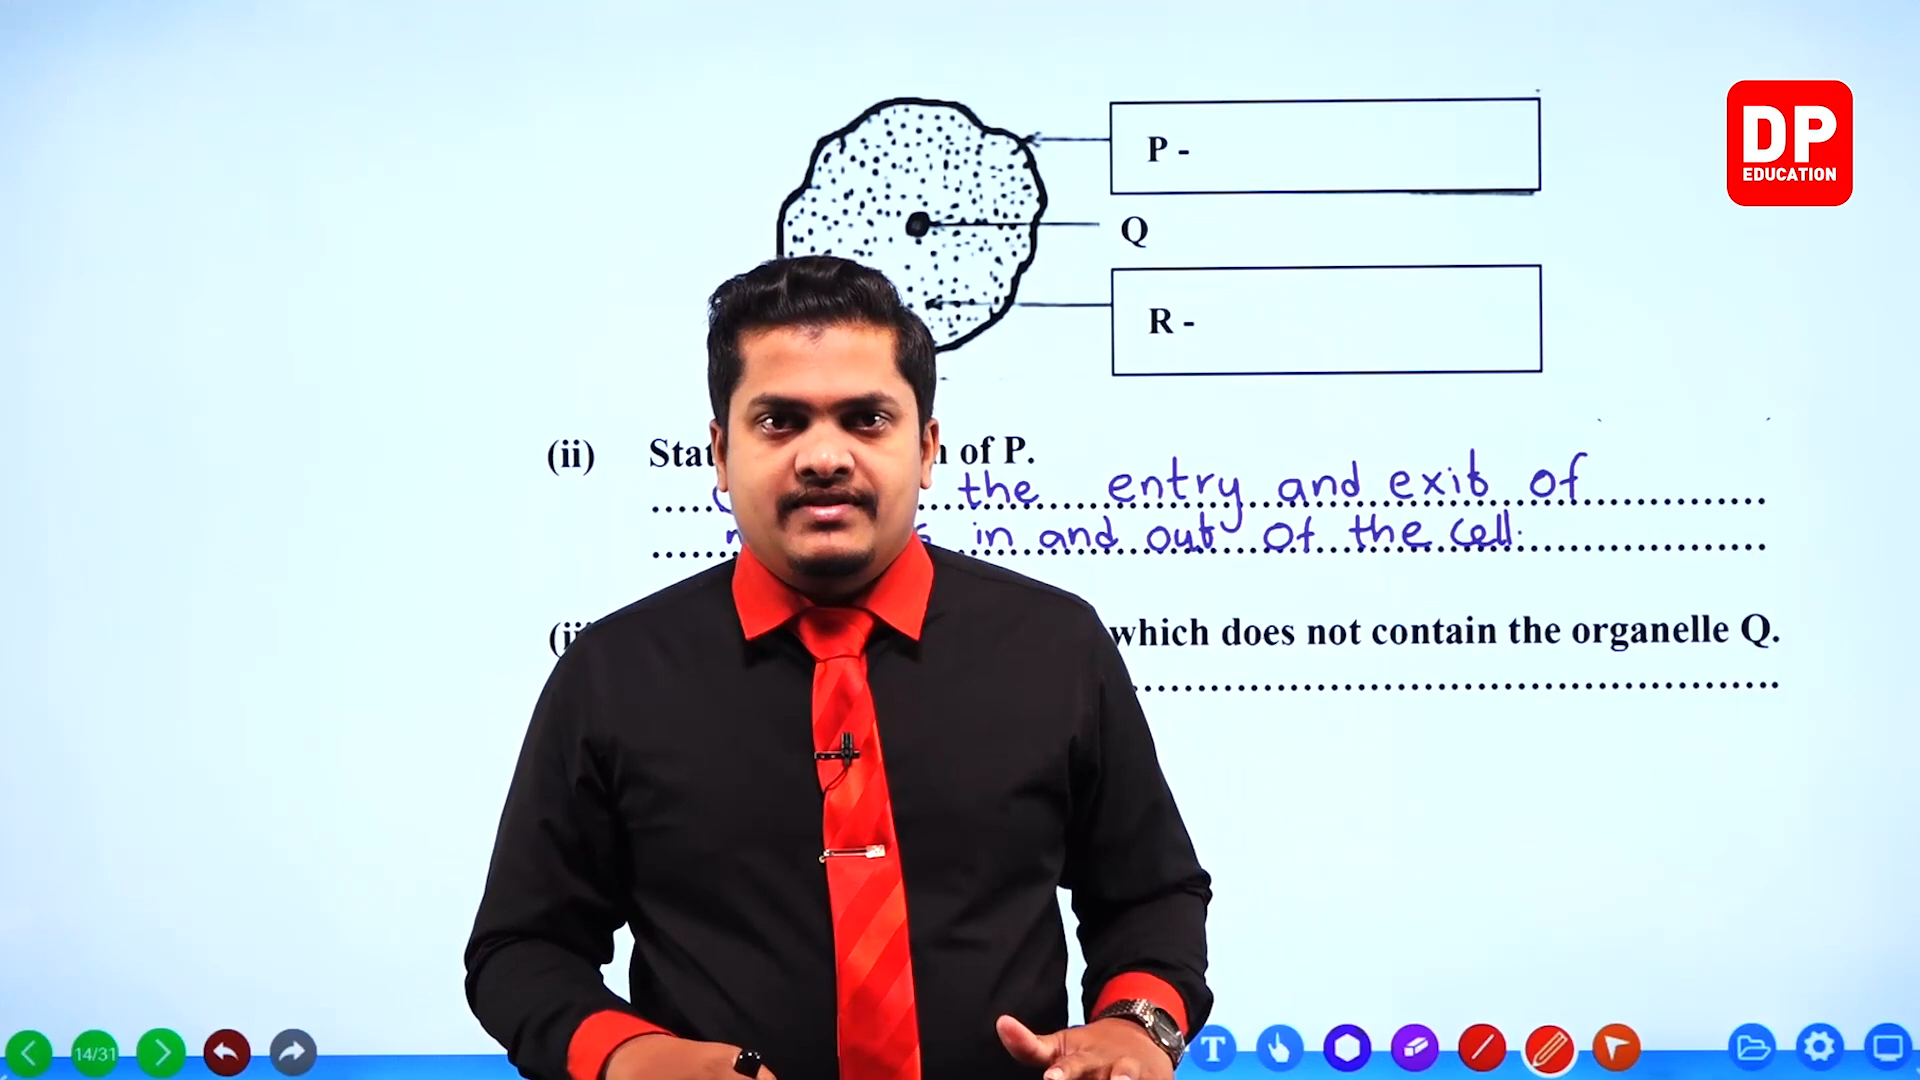 DP
EDUCATION
P -
Q
R -
(ii) of P.
the entry and exit of
in and out of the cell.
which does not contain the organelle Q.
14/31
T